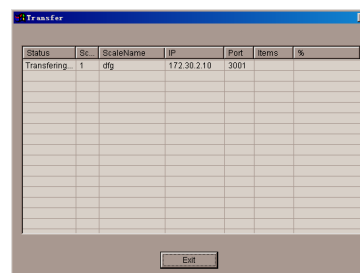 Transfer
Status Sc... ScaleName IP Port Items %
Transfering... 1 dfg 172.30.2.10 3001
Exit